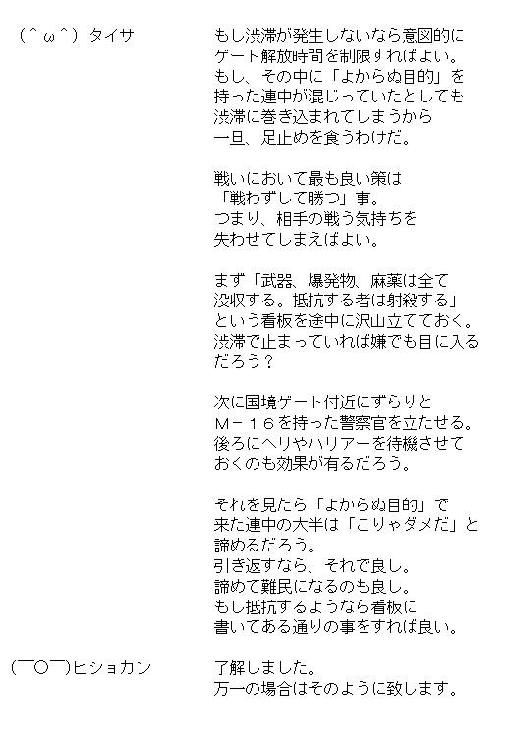 (＾ω＾) タイサ もし渋滞が発生しないなら意図的に
ゲート解放時間を制限すればよい。
もし、その中に「よからぬ目的」を
持った連中が混じっていたとしても
渋滞に巻き込まれてしまうから
一旦、足止めを食うわけだ。
戦いにおいて最も良い策は
「戦わずして勝つ」事。
つまり、相手の戦う気持ちを
失わせてしまえばよい。
まず「武器、爆発物、麻薬は全て
没収する。抵抗する者は射殺する」
という看板を途中に沢山立てておく。
渋滞で止まっていれば嫌でも目に入る
だろう？
次に国境ゲート付近にずらりと
Ｍ－１６を持った警察官を立たせる。
後ろにヘリやハリアーを待機させて
おくのも効果が有るだろう。
それを見たら「よからぬ目的」で
来た連中の大半は「こりゃダメだ」と
諦めるだろう。
引き返すなら、それで良し。
諦めて難民になるのも良し。
もし抵抗するようなら看板に
書いてある通りの事をすれば良い。
(￣○￣)ヒショカン 了解しました。
万一の場合はそのように致します。